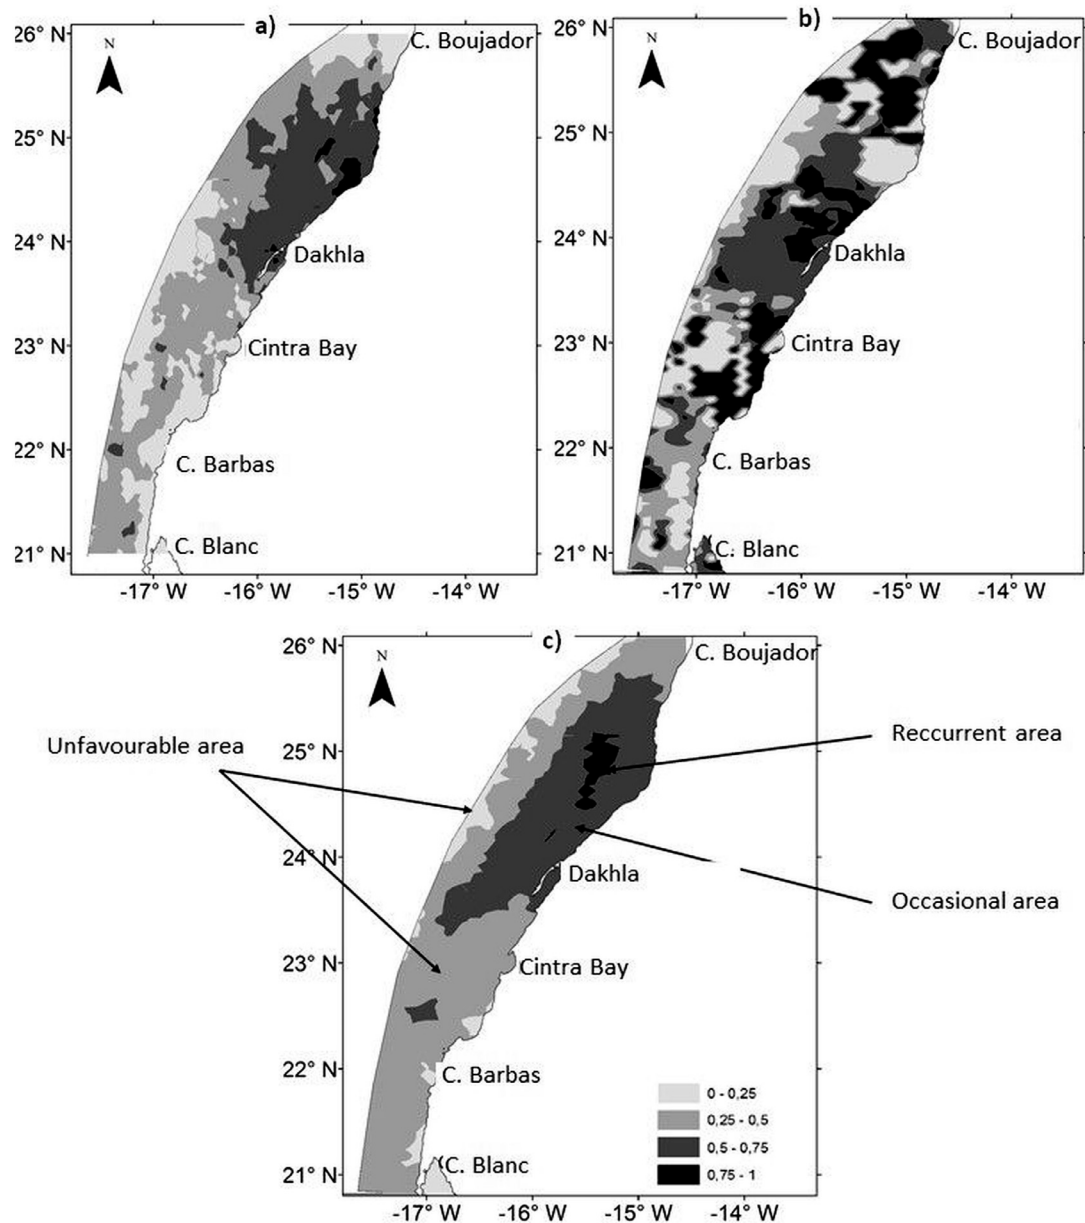 a)
26° N
N
C. Boujador
25° N
24° N
Dakhla
23° N
Cintra Bay
22° N
C. Barbas
21° N
C. Blanc
-17° W
-16° W
-15° W
-14° W
b)
26° N
N
C. Boujador
25° N
24° N
Dakhla
23° N
Cintra Bay
22° N
C. Barbas
21° N
C. Blanc
-17° W
-16° W
-15° W
-14° W
c)
26° N
N
C. Boujador
Unfavourable area
Reccurrent area
25° N
24° N
Dakhla
Occasional area
23° N
Cintra Bay
22° N
C. Barbas
0 - 0,25
0,25 - 0,5
0,5 - 0,75
0,75 - 1
21° N
C. Blanc
-17° W
-16° W
-15° W
-14° W